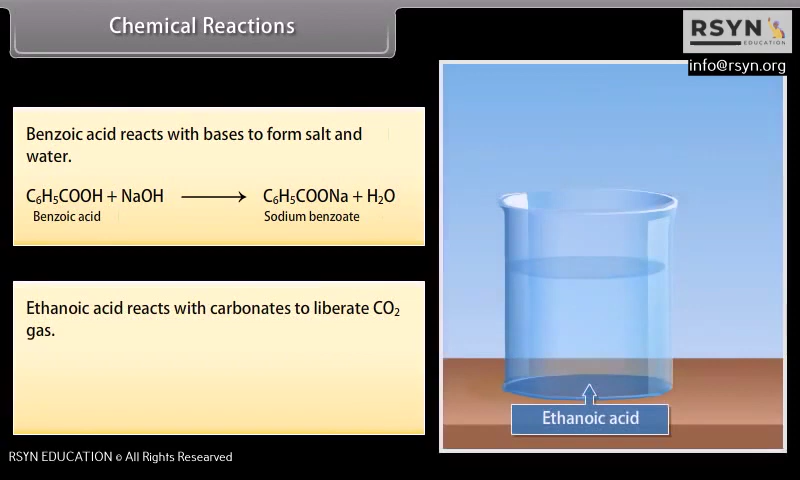 Chemical Reactions
RSYN
EDUCATION
info@rsyn.org
Benzoic acid reacts with bases to form salt and
water.
C₆H₅COOH + NaOH ⟶ C₆H₅COONa + H₂O
Benzoic acid Sodium benzoate
Ethanoic acid reacts with carbonates to liberate CO₂
gas.
Ethanoic acid
RSYN EDUCATION © All Rights Researved